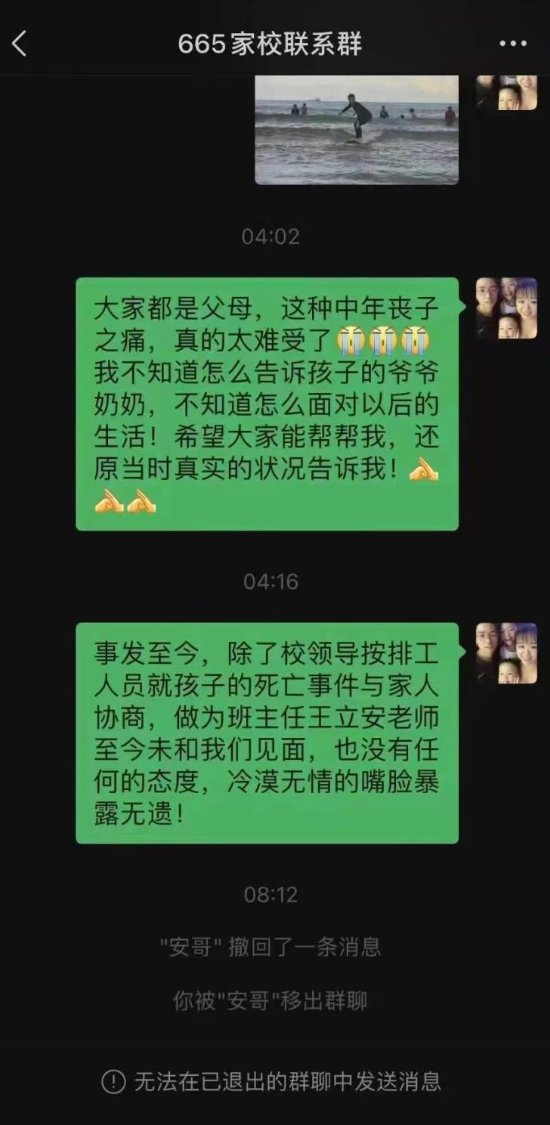 665家校联系群
04:02
大家都是父母，这种中年丧子
之痛，真的太难受了😭😭😭
我不知道怎么告诉孩子的爷爷
奶奶，不知道怎么面对以后的
生活！希望大家能帮帮我，还
原当时真实的状况告诉我！🙏
🙏🙏
04:16
事发至今，除了校领导按排工
人员就孩子的死亡事件与家人
协商，做为班主任王立安老师
至今未和我们见面，也没有任
何的态度，冷漠无情的嘴脸暴
露无遗！
08:12
"安哥" 撤回了一条消息
你被"安哥"移出群聊
无法在已退出的群聊中发送消息